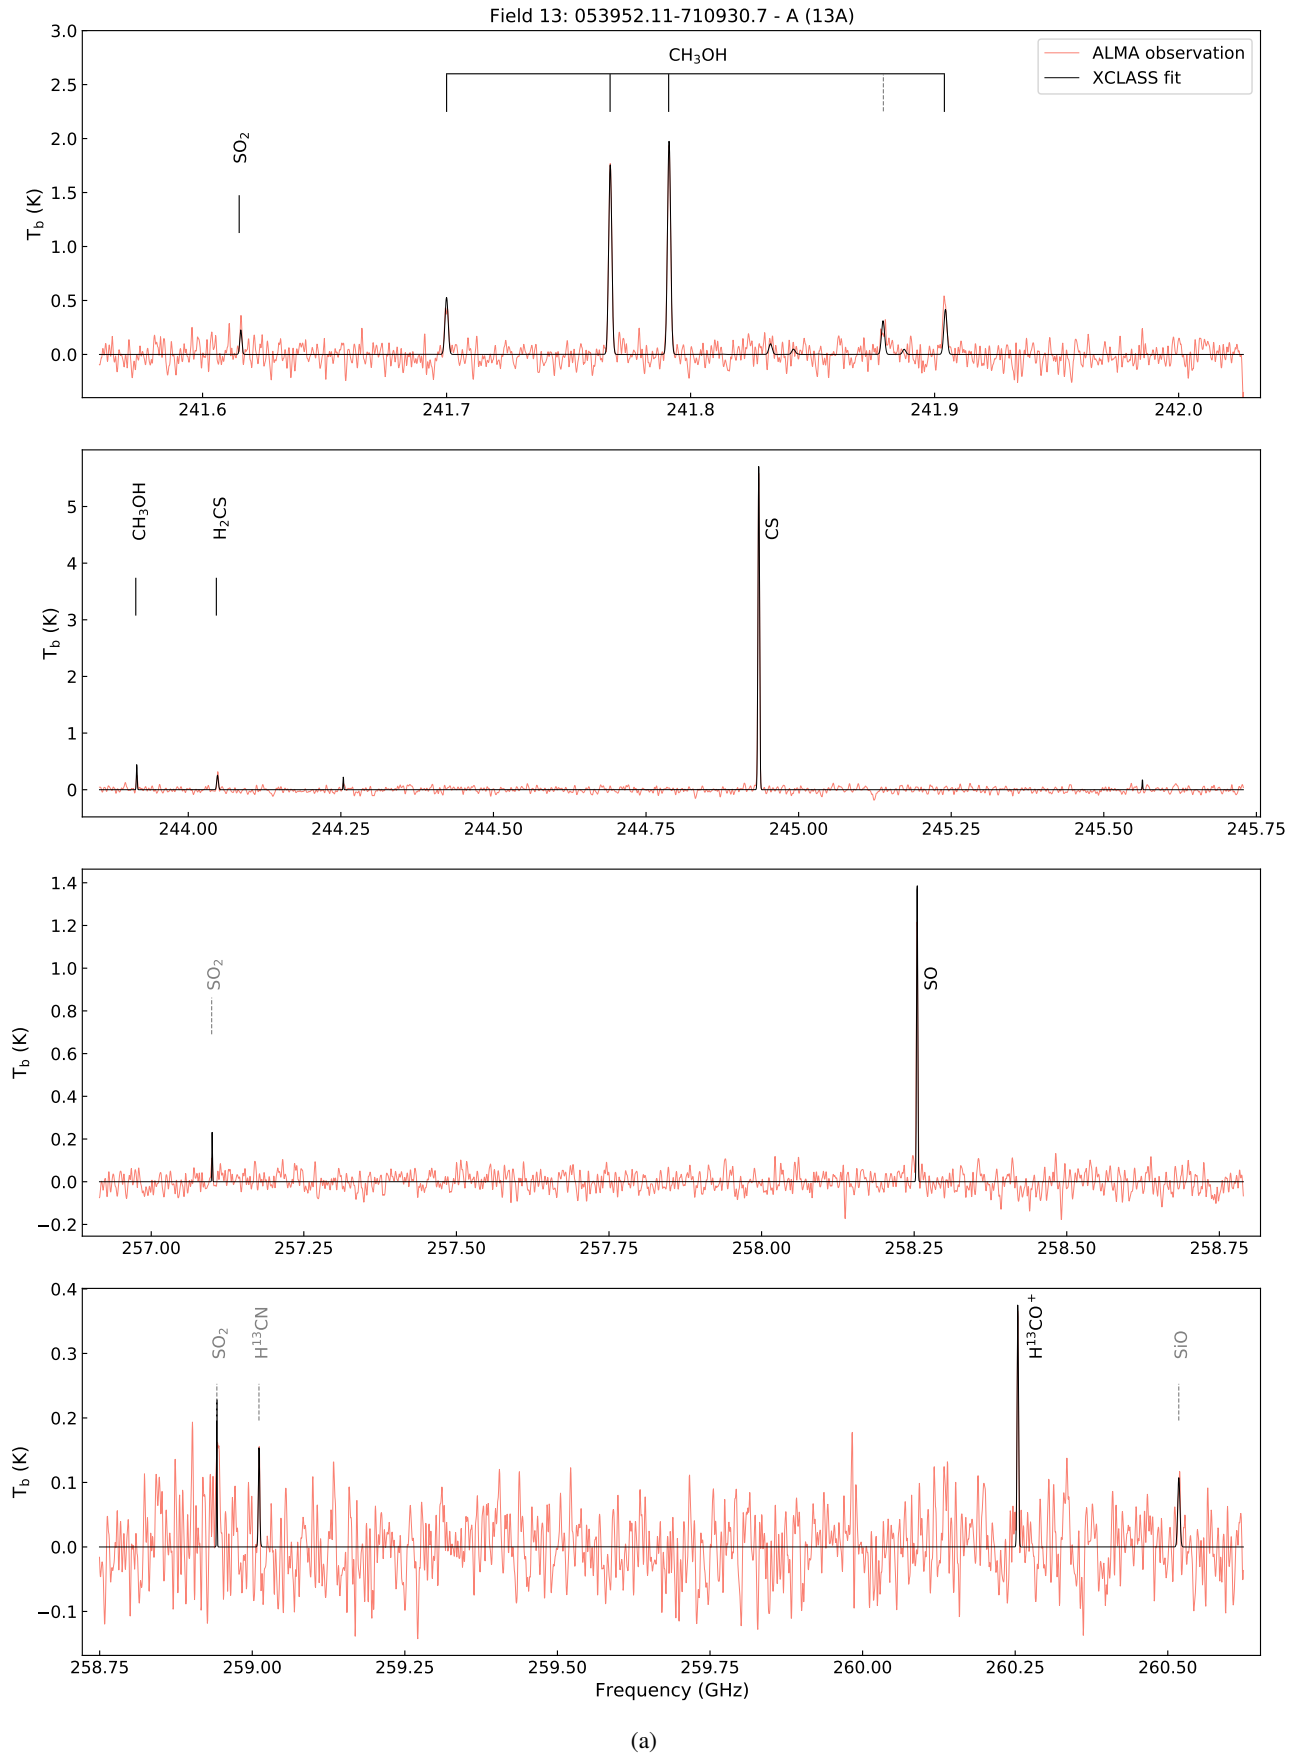 Field 13: 053952.11-710930.7 - A (13A)
3.0
2.5
2.0
1.5
1.0
0.5
0.0
T_b (K)
SO₂
CH₃OH
ALMA observation
XCLASS fit
241.6 241.7 241.8 241.9 242.0
5
4
3
2
1
0
T_b (K)
CH₃OH
H₂CS
CS
244.00 244.25 244.50 244.75 245.00 245.25 245.50 245.75
1.4
1.2
1.0
0.8
0.6
0.4
0.2
0.0
−0.2
T_b (K)
SO₂
SO
257.00 257.25 257.50 257.75 258.00 258.25 258.50 258.75
0.4
0.3
0.2
0.1
0.0
−0.1
T_b (K)
SO₂
H¹³CN
H¹³CO⁺
SiO
258.75 259.00 259.25 259.50 259.75 260.00 260.25 260.50
Frequency (GHz)
(a)